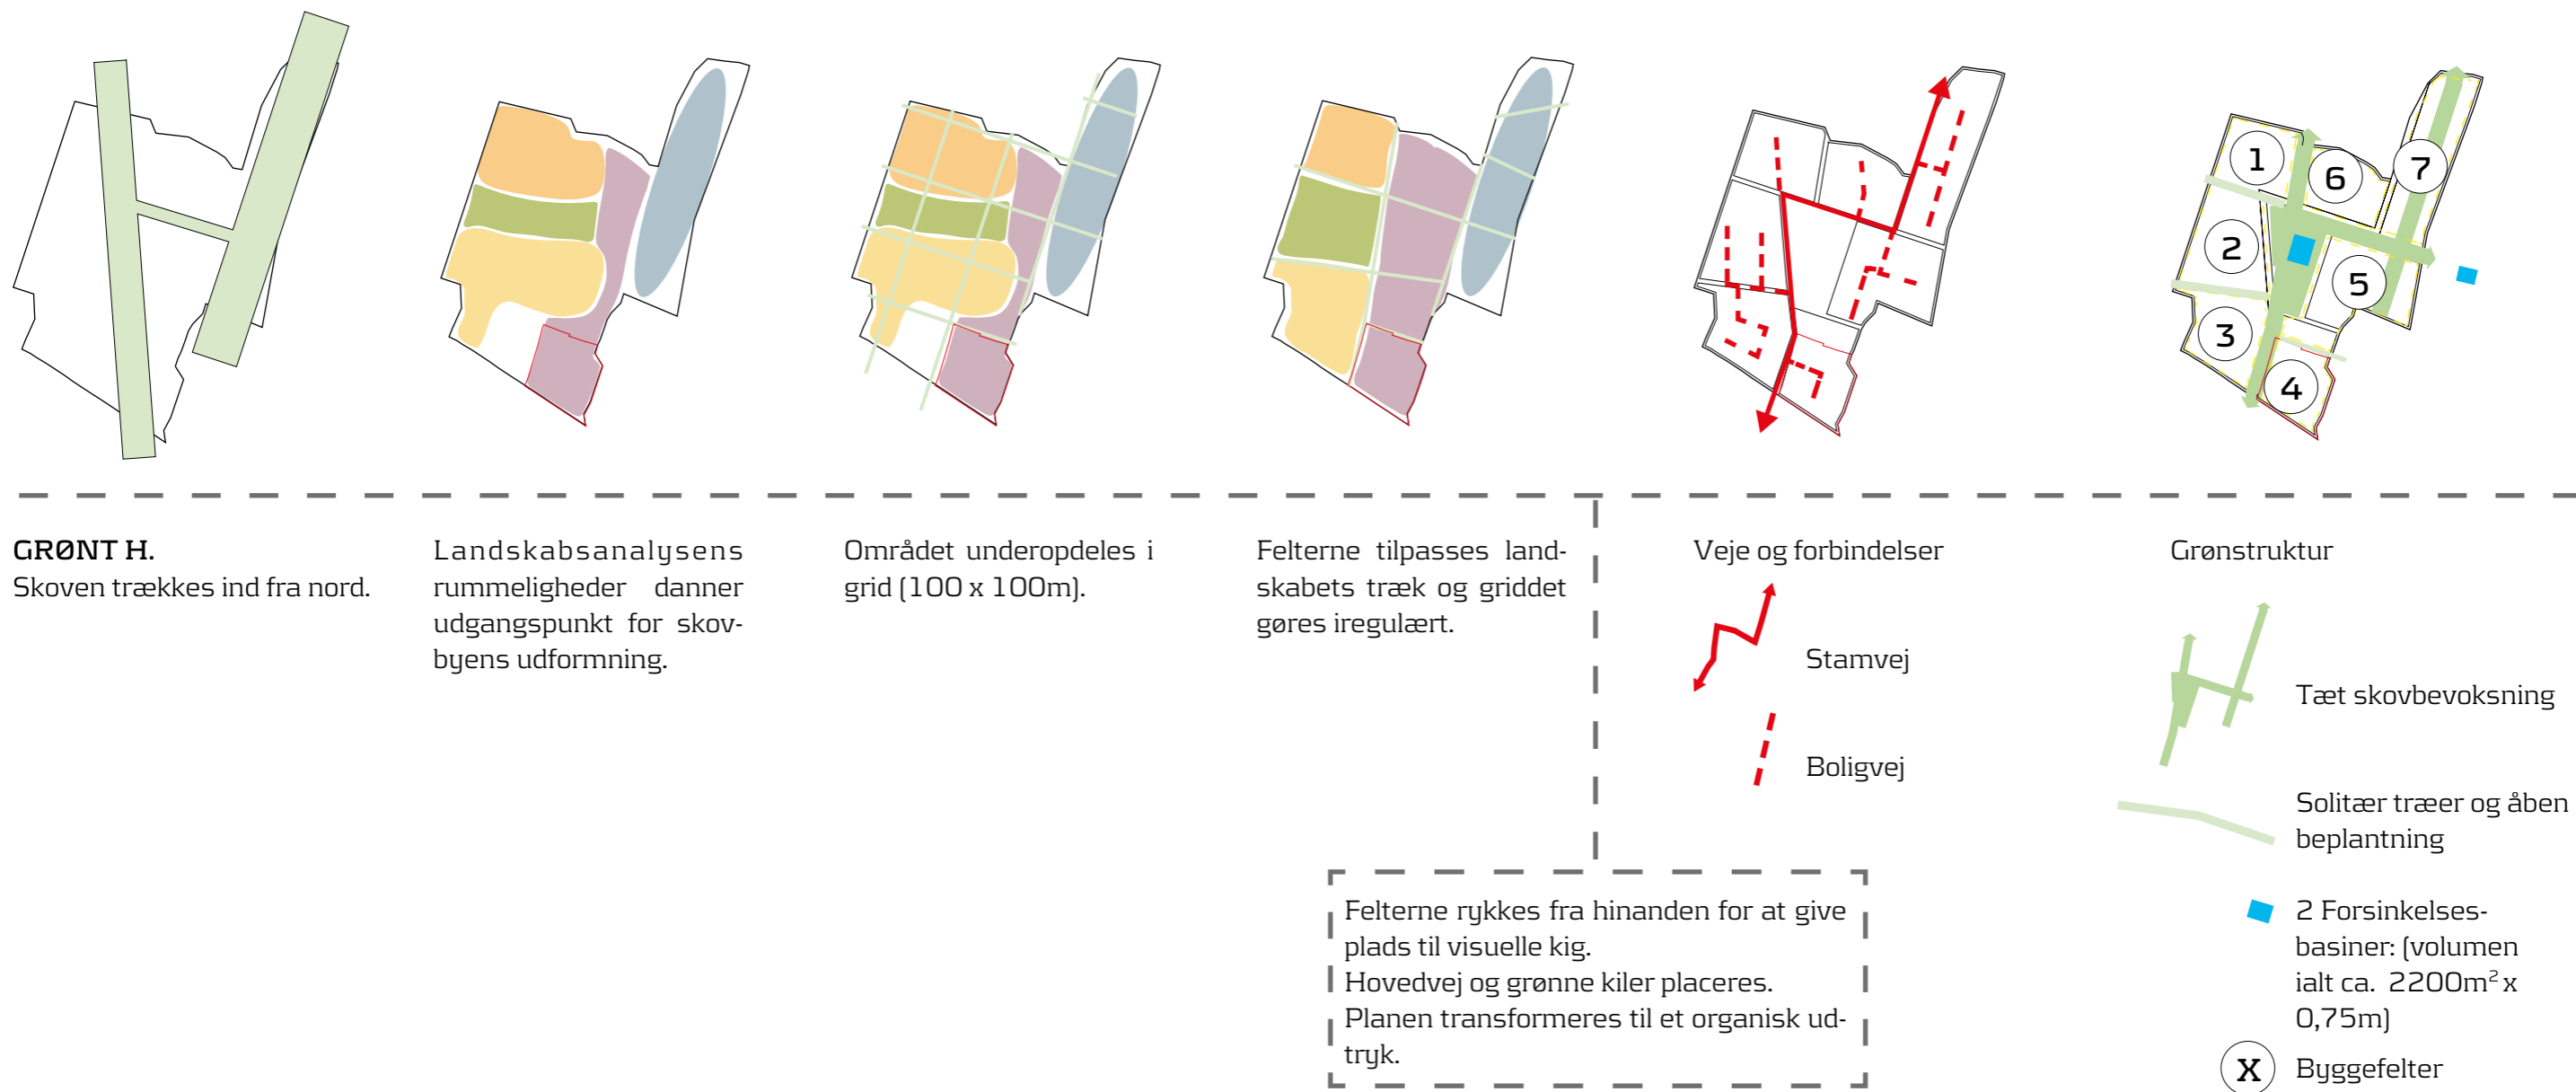 1
6
7
2
5
3
4
GRØNT H.
Skoven trækkes ind fra nord.
Landskabsanalysens
rummeligheder danner
udgangspunkt for skov-
byens udformning.
Området underopdeles i
grid (100 x 100m).
Felterne tilpasses land-
skabets træk og griddet
gøres iregulært.
Veje og forbindelser
Stamvej
Boligvej
Grønstruktur
Tæt skovbevoksning
Solitær træer og åben
beplantning
2 Forsinkelses-
basiner: (volumen
ialt ca. 2200m² x
0,75m)
X Byggefelter
Felterne rykkes fra hinanden for at give
plads til visuelle kig.
Hovedvej og grønne kiler placeres.
Planen transformeres til et organisk ud-
tryk.